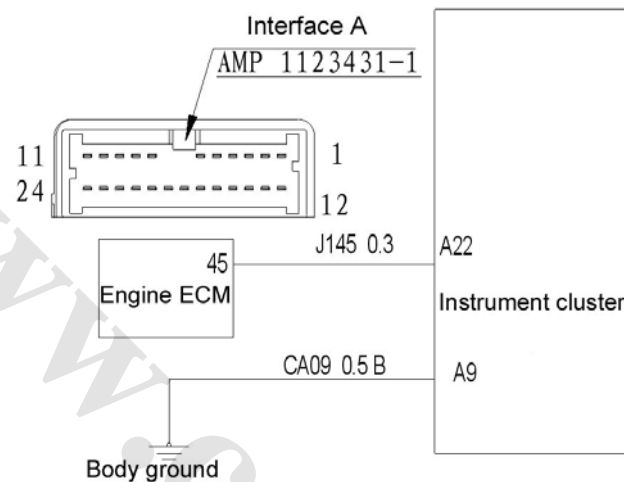 Interface A
AMP 1123431-1
11
1
24
12
J145 0.3
A22
45
Engine ECM
Instrument cluster
CA09 0.5 B
A9
Body ground